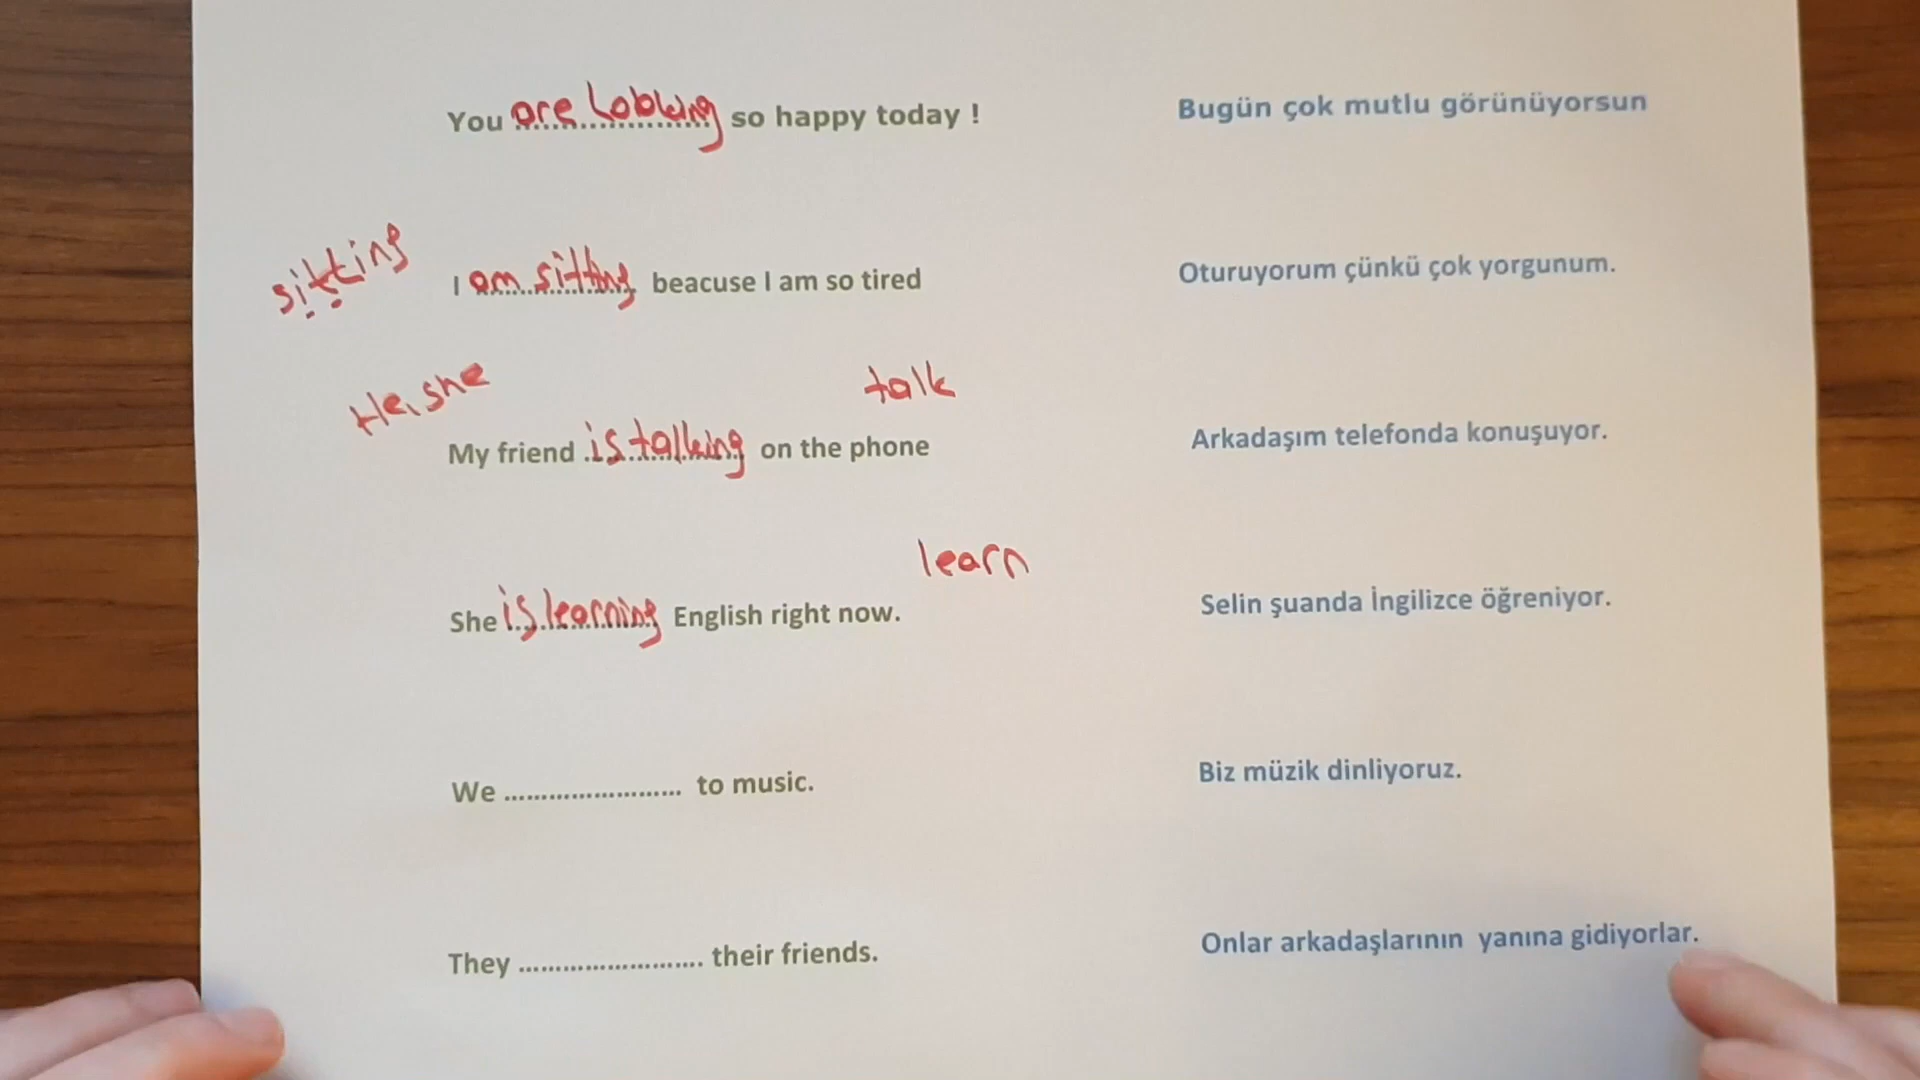 You are looking so happy today ! Bugün çok mutlu görünüyorsun
sitting
I am sitting beacuse I am so tired Oturuyorum çünkü çok yorgunum.
He, she talk
My friend is talking on the phone Arkadaşım telefonda konuşuyor.
learn
She is learning English right now. Selin şuanda İngilizce öğreniyor.
We ........................ to music. Biz müzik dinliyoruz.
They ......................... their friends. Onlar arkadaşlarının yanına gidiyorlar.